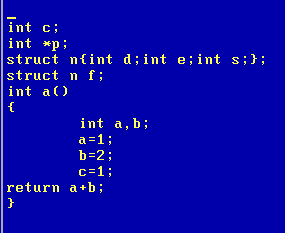 int c;
int *p;
struct n{int d;int e;int s;};
struct n f;
int a()
{
int a,b;
a=1;
b=2;
c=1;
return a+b;
}